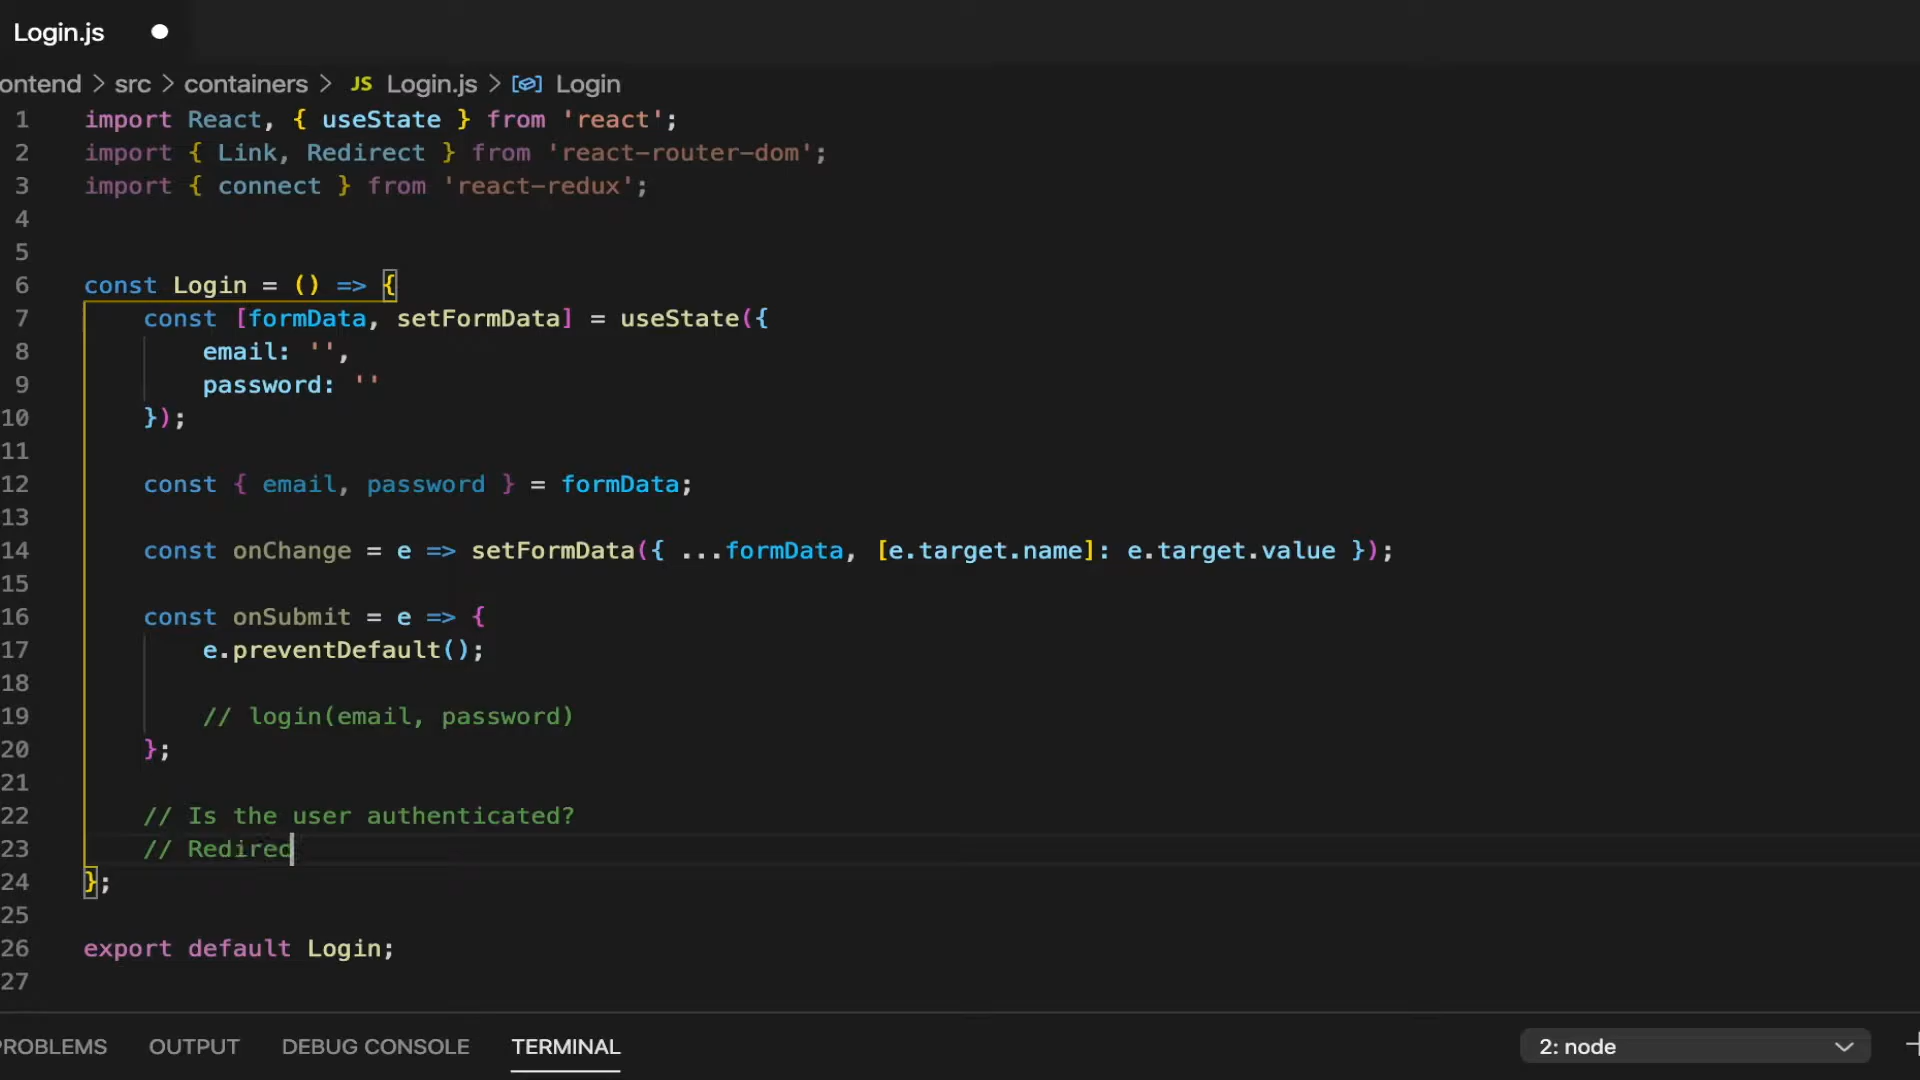 Login.js
ontend > src > containers > JS Login.js > Login
1 import React, { useState } from 'react';
2 import { Link, Redirect } from 'react-router-dom';
3 import { connect } from 'react-redux';
4
5
6 const Login = () => {
7 const [formData, setFormData] = useState({
8 email: '',
9 password: ''
10 });
11
12 const { email, password } = formData;
13
14 const onChange = e => setFormData({ ...formData, [e.target.name]: e.target.value });
15
16 const onSubmit = e => {
17 e.preventDefault();
18
19 // login(email, password)
20 };
21
22 // Is the user authenticated?
23 // Redirec
24 };
25
26 export default Login;
27
PROBLEMS OUTPUT DEBUG CONSOLE TERMINAL 2: node